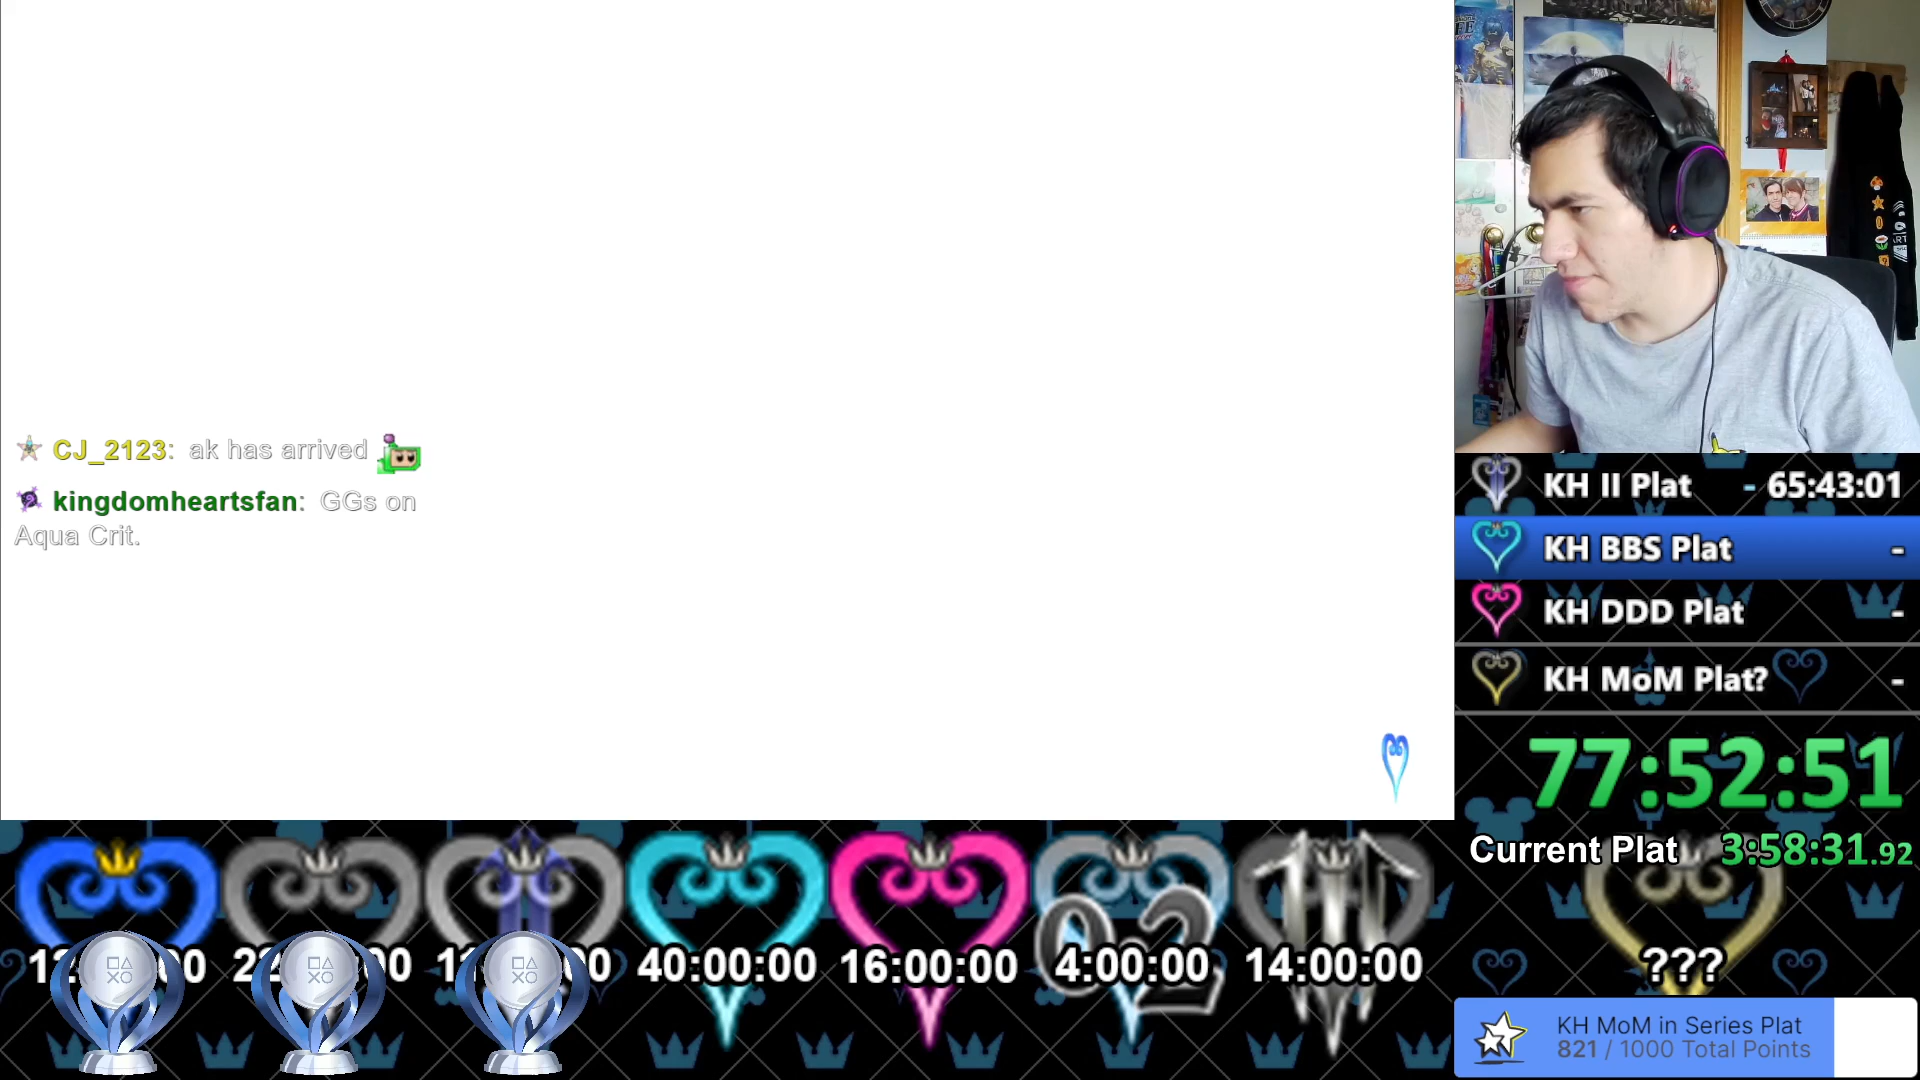 CJ_2123: ak has arrived
kingdomheartsfan: GGs on
Aqua Crit.
KH II Plat - 65:43:01
KH BBS Plat -
KH DDD Plat -
KH MoM Plat? -
77:52:51
Current Plat 3:58:31.92
40:00:00
16:00:00
02
4:00:00
14:00:00
???
KH MoM in Series Plat
821 / 1000 Total Points